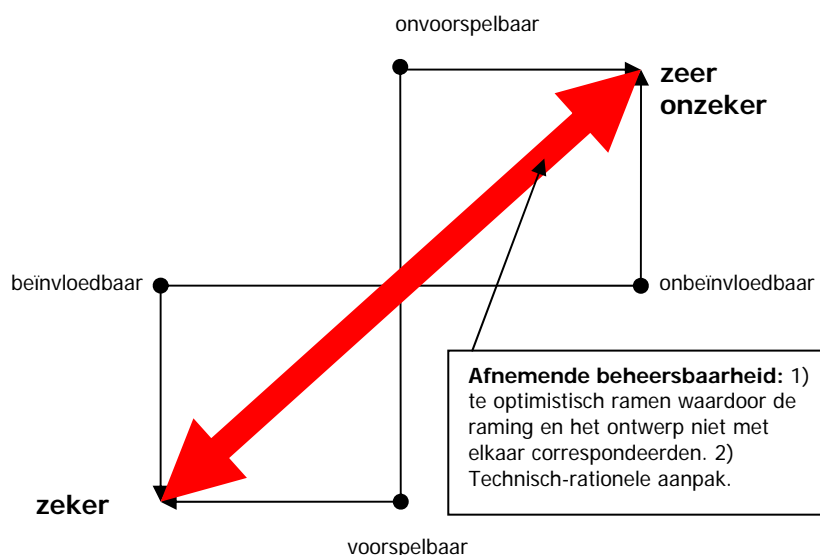 onvoorspelbaar
zeer
onzeker
beïnvloedbaar
onbeïnvloedbaar
Afnemende beheersbaarheid: 1)
te optimistisch ramen waardoor de
raming en het ontwerp niet met
elkaar correspondeerden. 2)
Technisch-rationele aanpak.
zeker
voorspelbaar